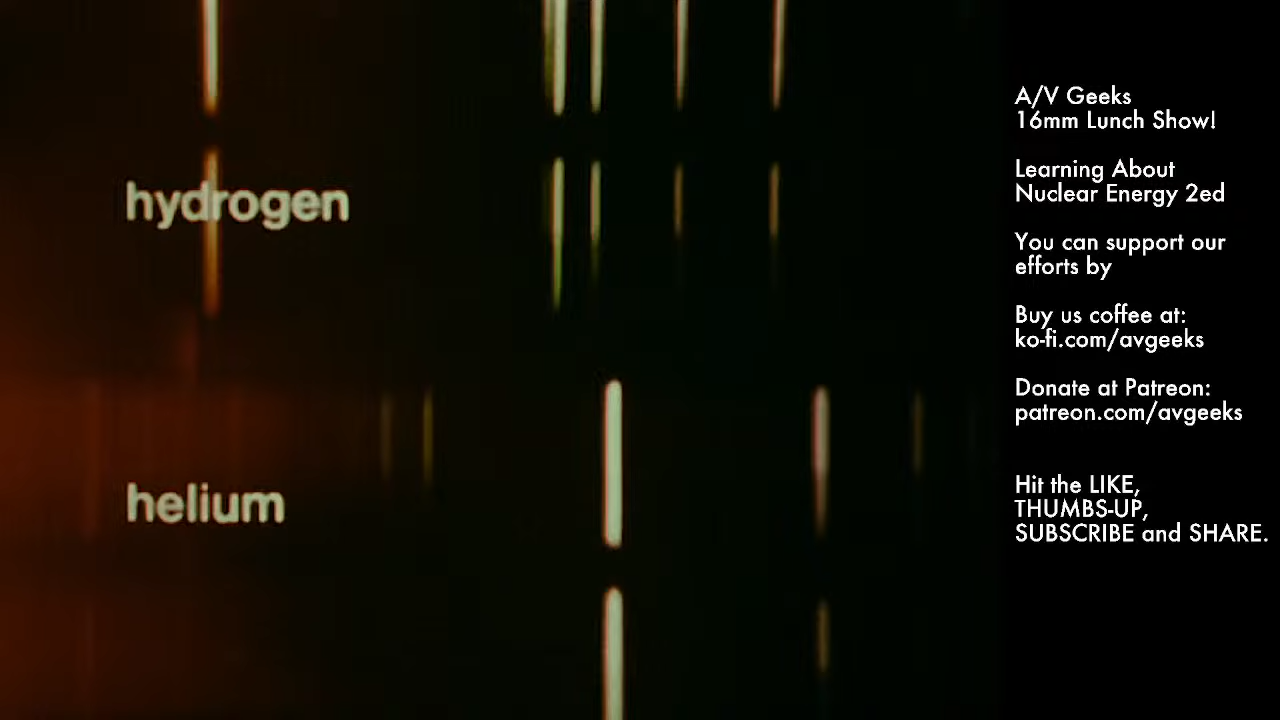 hydrogen
helium
A/V Geeks
16mm Lunch Show!
Learning About
Nuclear Energy 2ed
You can support our
efforts by
Buy us coffee at:
ko-fi.com/avgeeks
Donate at Patreon:
patreon.com/avgeeks
Hit the LIKE,
THUMBS-UP,
SUBSCRIBE and SHARE.